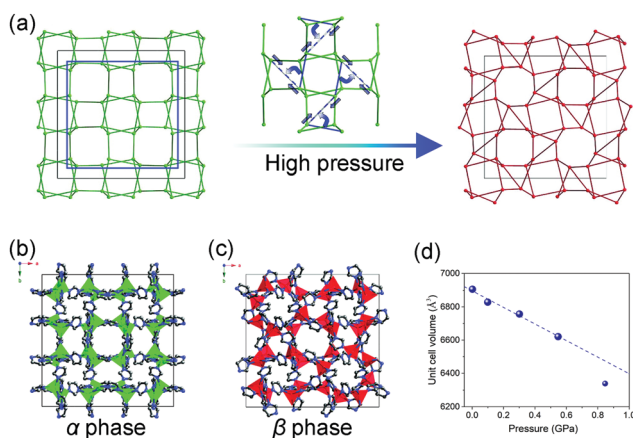 (a)
High pressure
(b)
a
b
α phase
(c)
a
b
β phase
(d)
Unit cell volume (Å³)
7000
6800
6600
6400
6200
0.0 0.2 0.4 0.6 0.8 1.0
Pressure (GPa)